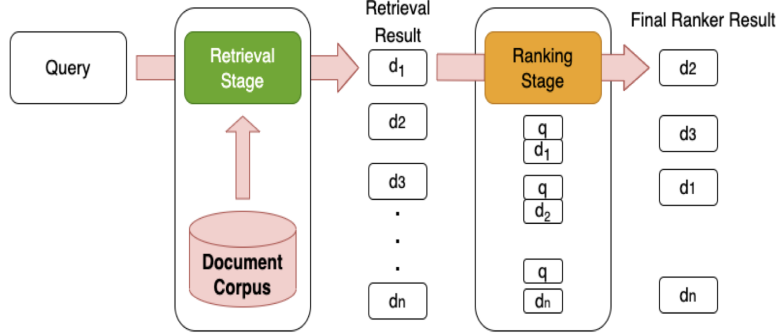 Query
Retrieval
Stage
Document
Corpus
Retrieval
Result
d1
d2
d3
.
.
.
dn
Ranking
Stage
q
d1
q
d2
q
dn
Final Ranker Result
d2
d3
d1
dn